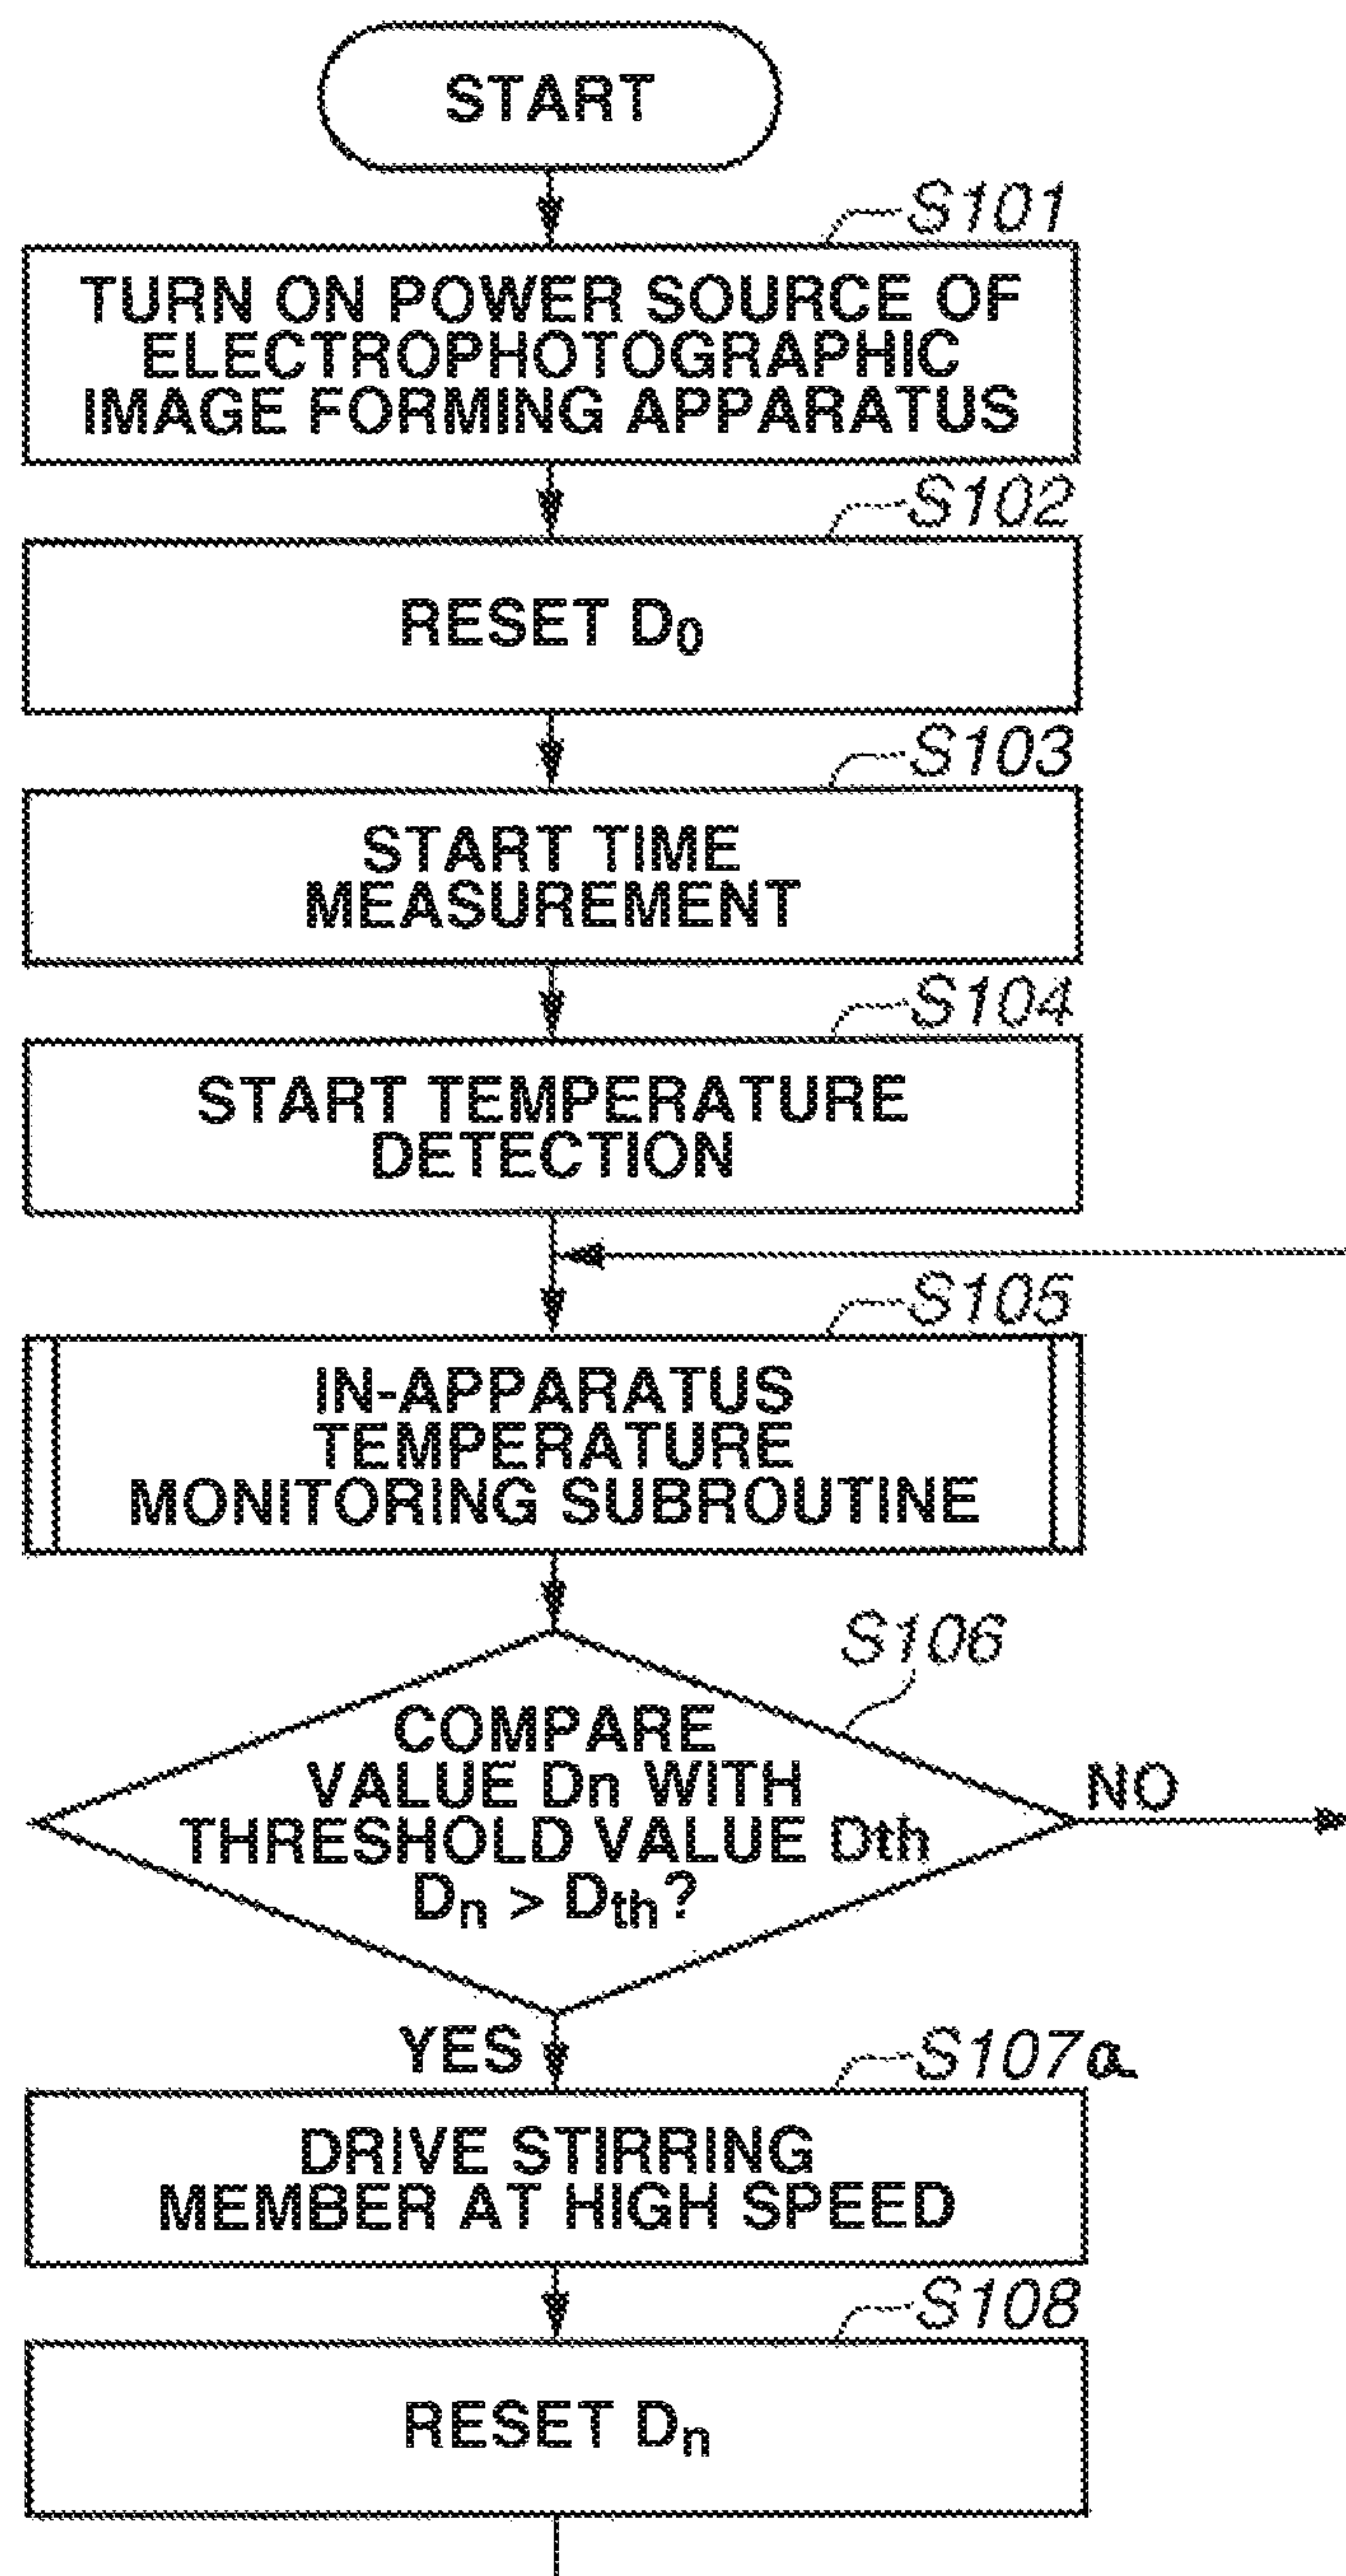 START
S101
TURN ON POWER SOURCE OF
ELECTROPHOTOGRAPHIC
IMAGE FORMING APPARATUS
S102
RESET D0
S103
START TIME
MEASUREMENT
S104
START TEMPERATURE
DETECTION
S105
IN-APPARATUS
TEMPERATURE
MONITORING SUBROUTINE
S106
COMPARE
VALUE Dn WITH
THRESHOLD VALUE Dth
Dn > Dth?
NO
YES
S107a
DRIVE STIRRING
MEMBER AT HIGH SPEED
S108
RESET Dn